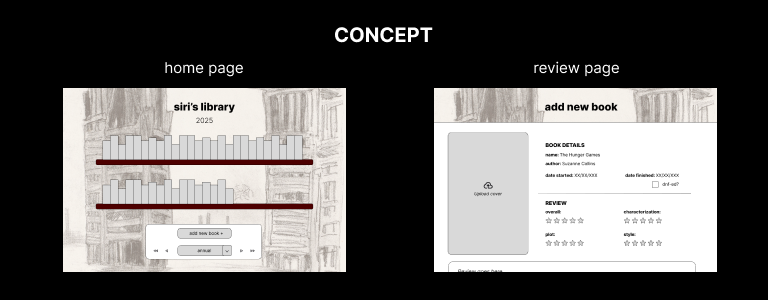 CONCEPT
home page
siri's library
2025
add new book +
annual
review page
add new book
Upload cover
BOOK DETAILS
name: The Hunger Games
author: Suzanne Collins
date started: XX/XX/XXX
date finished: XX/XX/XXX
dnf-ed?
REVIEW
overall:
characterization:
plot:
style:
Review goes here